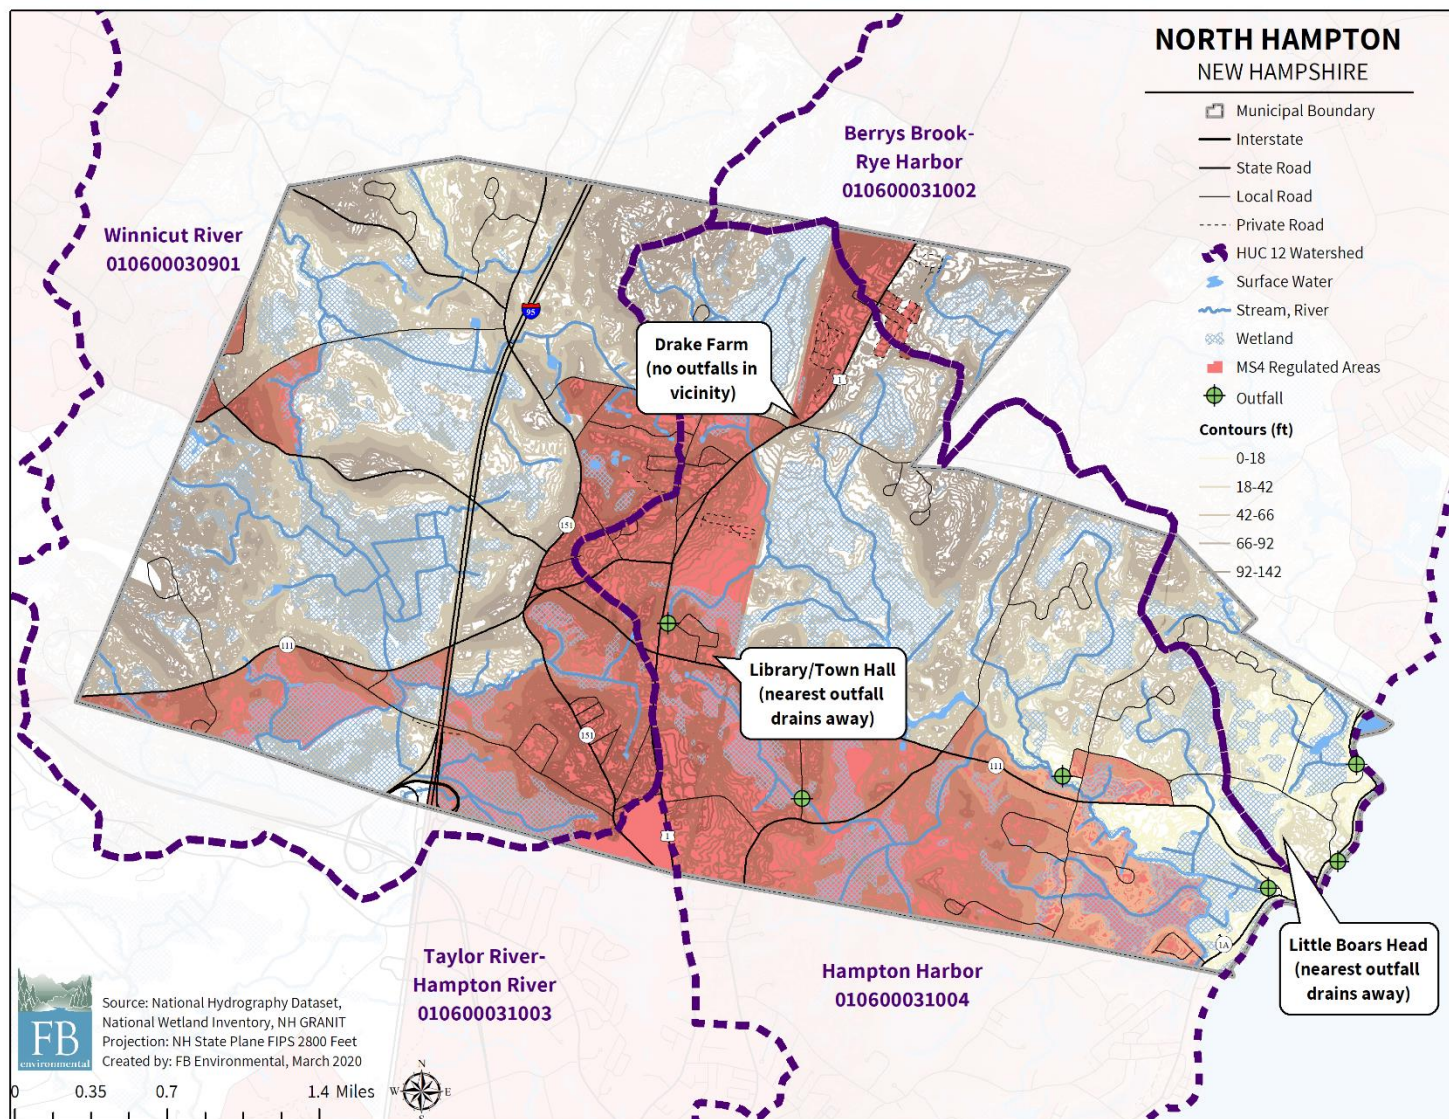 NORTH HAMPTON
NEW HAMPSHIRE
Municipal Boundary
Interstate
State Road
Local Road
Private Road
HUC 12 Watershed
Surface Water
Stream, River
Wetland
MS4 Regulated Areas
Outfall
Contours (ft)
0-18
18-42
42-66
66-92
92-142
Berrys Brook-
Rye Harbor
010600031002
Winnicut River
010600030901
95
Drake Farm
(no outfalls in
vicinity)
151
111
Library/Town Hall
(nearest outfall
drains away)
151
111
1
1A
Little Boars Head
(nearest outfall
drains away)
Taylor River-
Hampton River
010600031003
Hampton Harbor
010600031004
FB
environmental
Source: National Hydrography Dataset,
National Wetland Inventory, NH GRANIT
Projection: NH State Plane FIPS 2800 Feet
Created by: FB Environmental, March 2020
0 0.35 0.7 1.4 Miles
N
W E
S